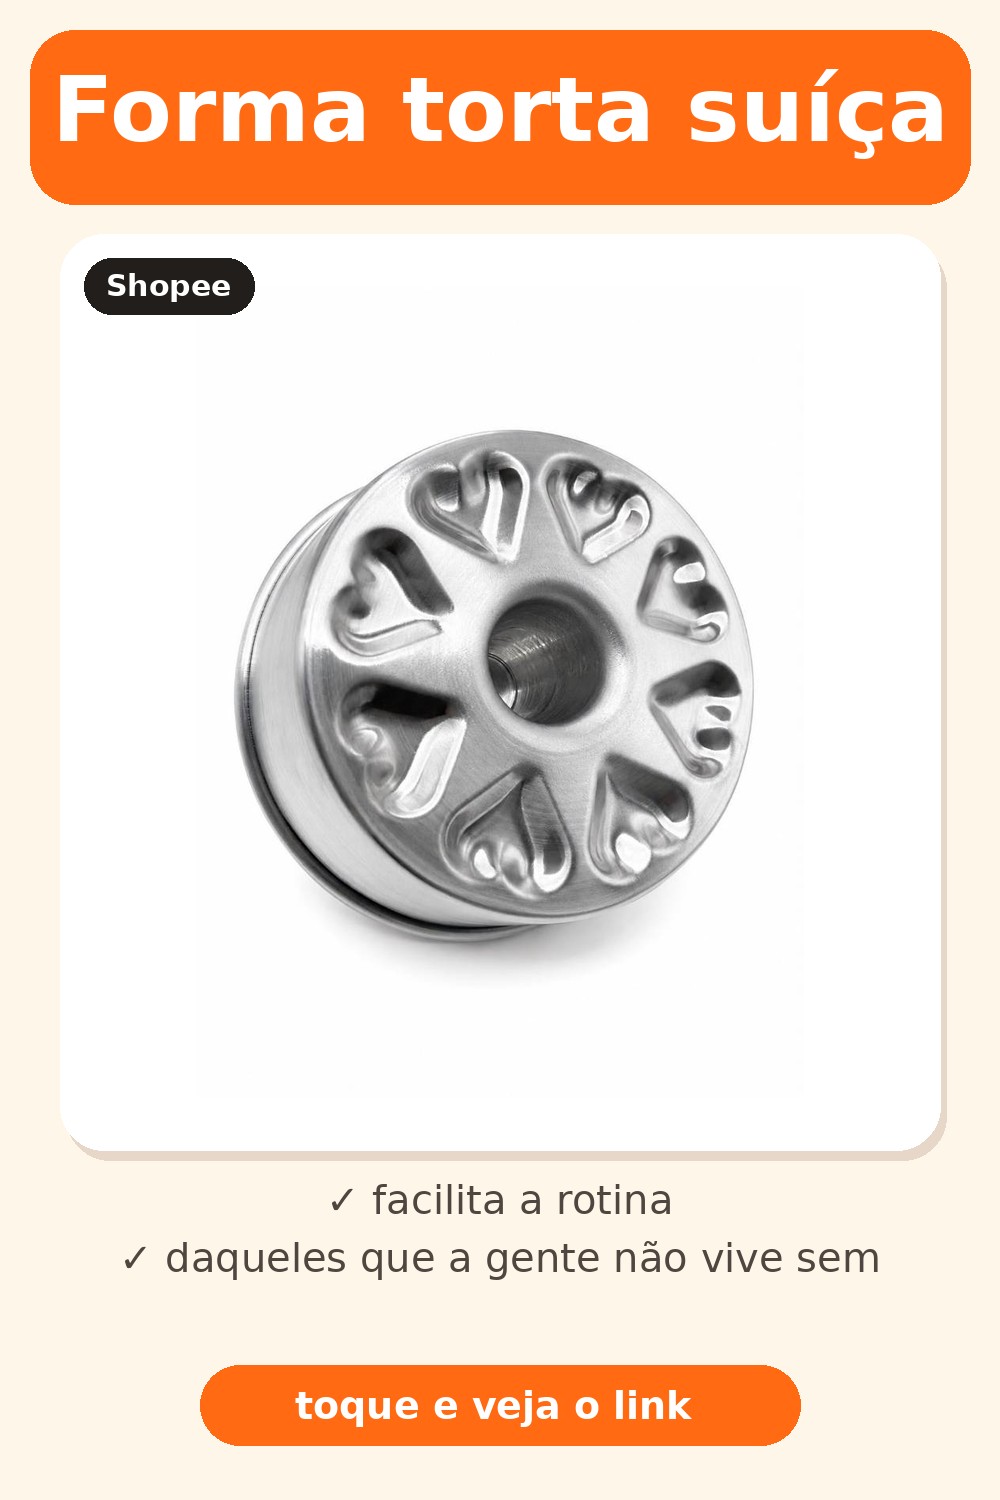 Forma torta suíça
Shopee
✓ facilita a rotina
✓ daqueles que a gente não vive sem
toque e veja o link